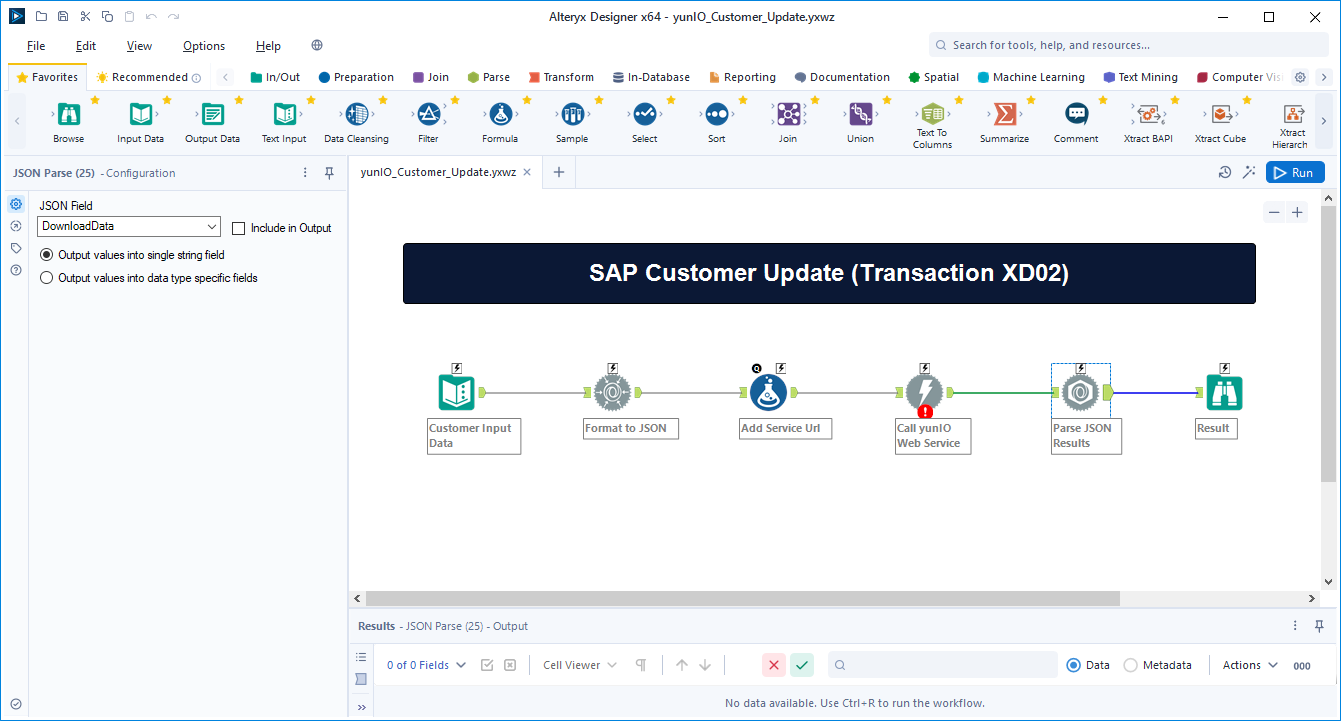 Alteryx Designer x64 - yunIO_Customer_Update.yxwz
File Edit View Options Help
Search for tools, help, and resources...
Favorites Recommended In/Out Preparation Join Parse Transform In-Database Reporting Documentation Spatial Machine Learning Text Mining Computer Vis
Browse Input Data Output Data Text Input Data Cleansing Filter Formula Sample Select Sort Join Union Text To Columns Summarize Comment Xtract BAPI Xtract Cube Xtract Hierarch
JSON Parse (25) - Configuration
yunIO_Customer_Update.yxwz
Run
JSON Field
DownloadData
Include in Output
Output values into single string field
Output values into data type specific fields
SAP Customer Update (Transaction XD02)
Customer Input
Data
Format to JSON
Add Service Url
Call yunIO
Web Service
Parse JSON
Results
Result
Results - JSON Parse (25) - Output
0 of 0 Fields
Cell Viewer
Data
Metadata
Actions
000
No data available. Use Ctrl+R to run the workflow.